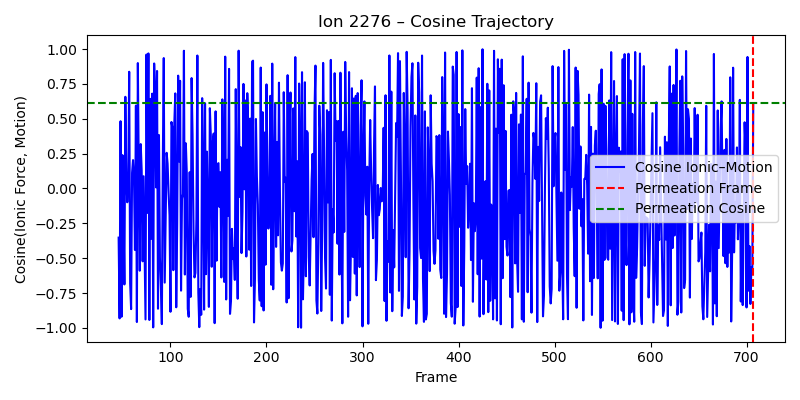 Ion 2276 – Cosine Trajectory
Cosine(Ionic Force, Motion)
1.00
0.75
0.50
0.25
0.00
−0.25
−0.50
−0.75
−1.00
Cosine Ionic–Motion
Permeation Frame
Permeation Cosine
100
200
300
400
500
600
700
Frame